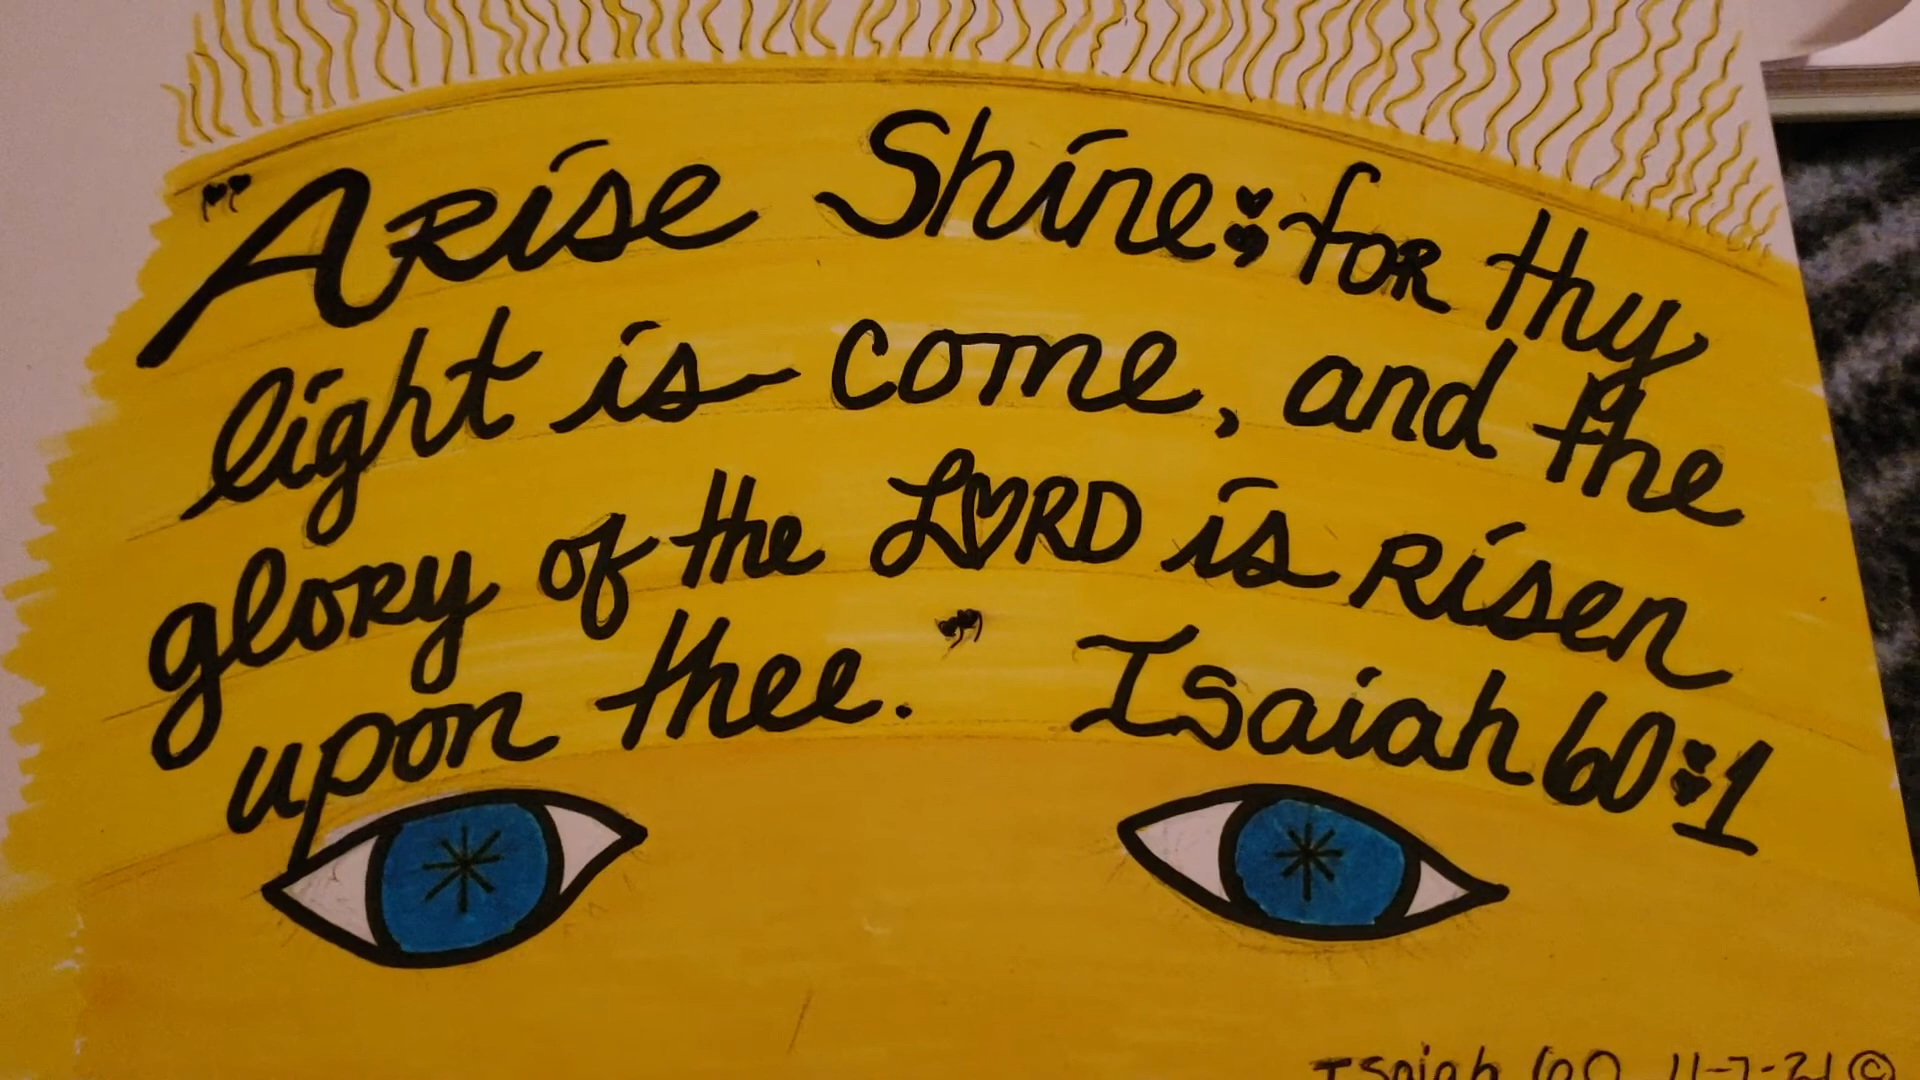 "Arise Shine; for thy
light is come, and the
glory of the LORD is risen
upon thee." Isaiah 60:1
Isaiah 60 11-7-21 ©